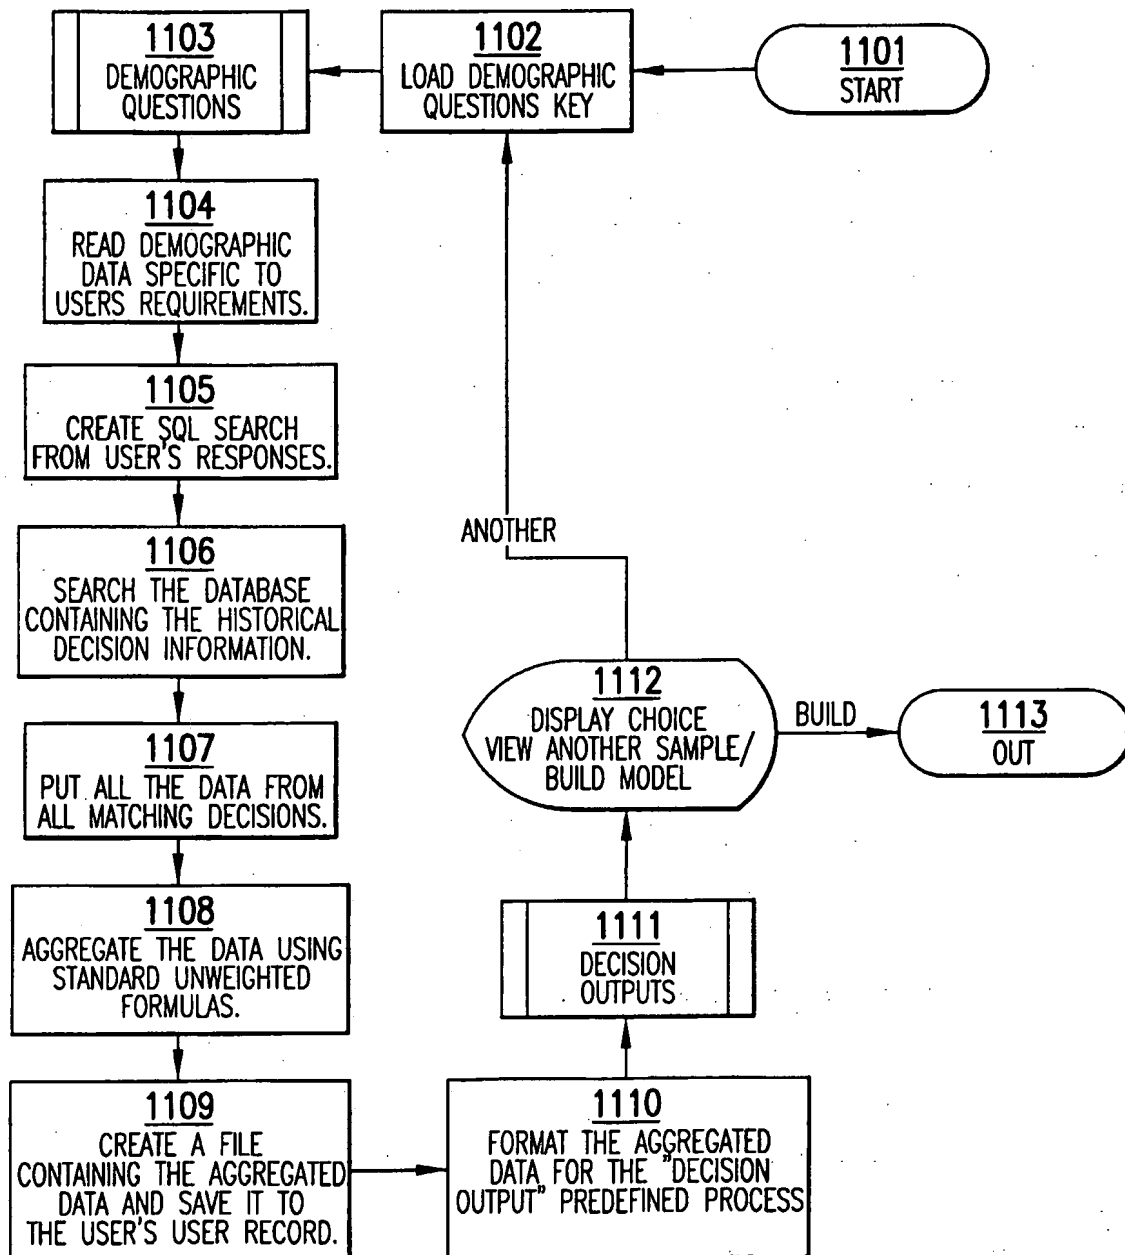 1101
START
1102
LOAD DEMOGRAPHIC
QUESTIONS KEY
1103
DEMOGRAPHIC
QUESTIONS
1104
READ DEMOGRAPHIC
DATA SPECIFIC TO
USERS REQUIREMENTS.
1105
CREATE SQL SEARCH
FROM USER'S RESPONSES.
1106
SEARCH THE DATABASE
CONTAINING THE HISTORICAL
DECISION INFORMATION.
1107
PUT ALL THE DATA FROM
ALL MATCHING DECISIONS.
1108
AGGREGATE THE DATA USING
STANDARD UNWEIGHTED
FORMULAS.
1109
CREATE A FILE
CONTAINING THE AGGREGATED
DATA AND SAVE IT TO
THE USER'S USER RECORD.
1110
FORMAT THE AGGREGATED
DATA FOR THE "DECISION
OUTPUT" PREDEFINED PROCESS
1111
DECISION
OUTPUTS
1112
DISPLAY CHOICE
VIEW ANOTHER SAMPLE/
BUILD MODEL
ANOTHER
BUILD
1113
OUT